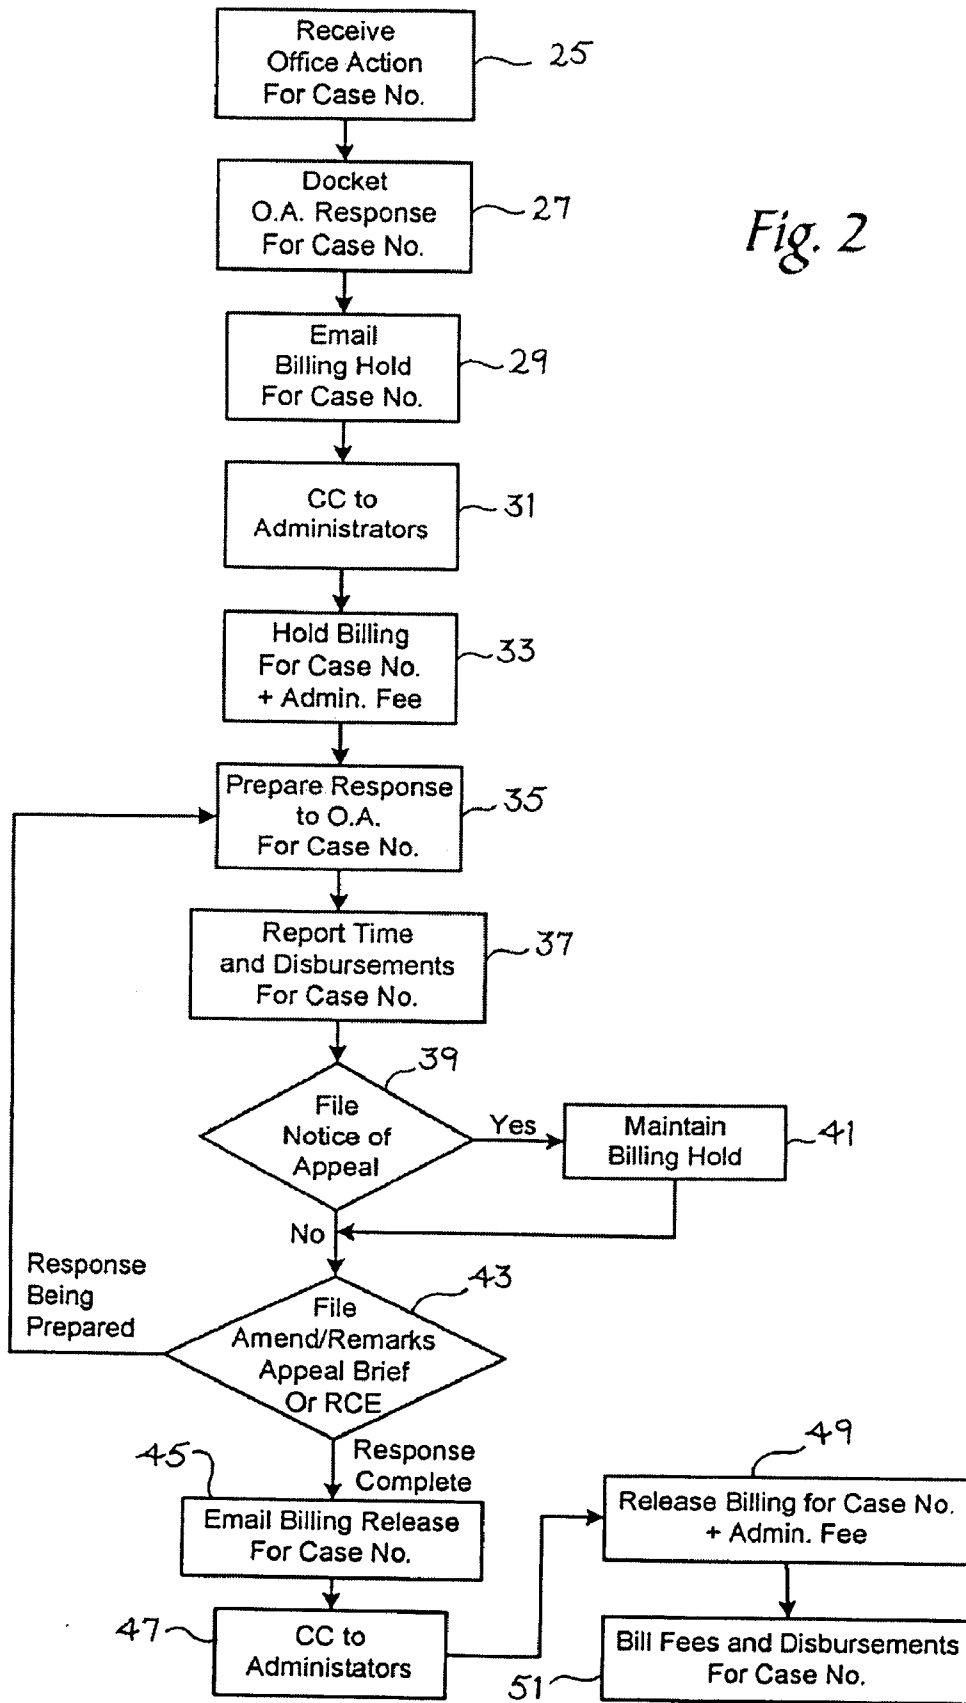 Receive
Office Action
For Case No.
25
Docket
O.A. Response
For Case No.
27
Fig. 2
Email
Billing Hold
For Case No.
29
CC to
Administrators
31
Hold Billing
For Case No.
+ Admin. Fee
33
Prepare Response
to O.A.
For Case No.
35
Report Time
and Disbursements
For Case No.
37
39
File
Notice of
Appeal
Yes
Maintain
Billing Hold
41
No
Response
Being
Prepared
43
File
Amend/Remarks
Appeal Brief
Or RCE
Response
Complete
45
Email Billing Release
For Case No.
47
CC to
Administators
49
Release Billing for Case No.
+ Admin. Fee
Bill Fees and Disbursements
For Case No.
51